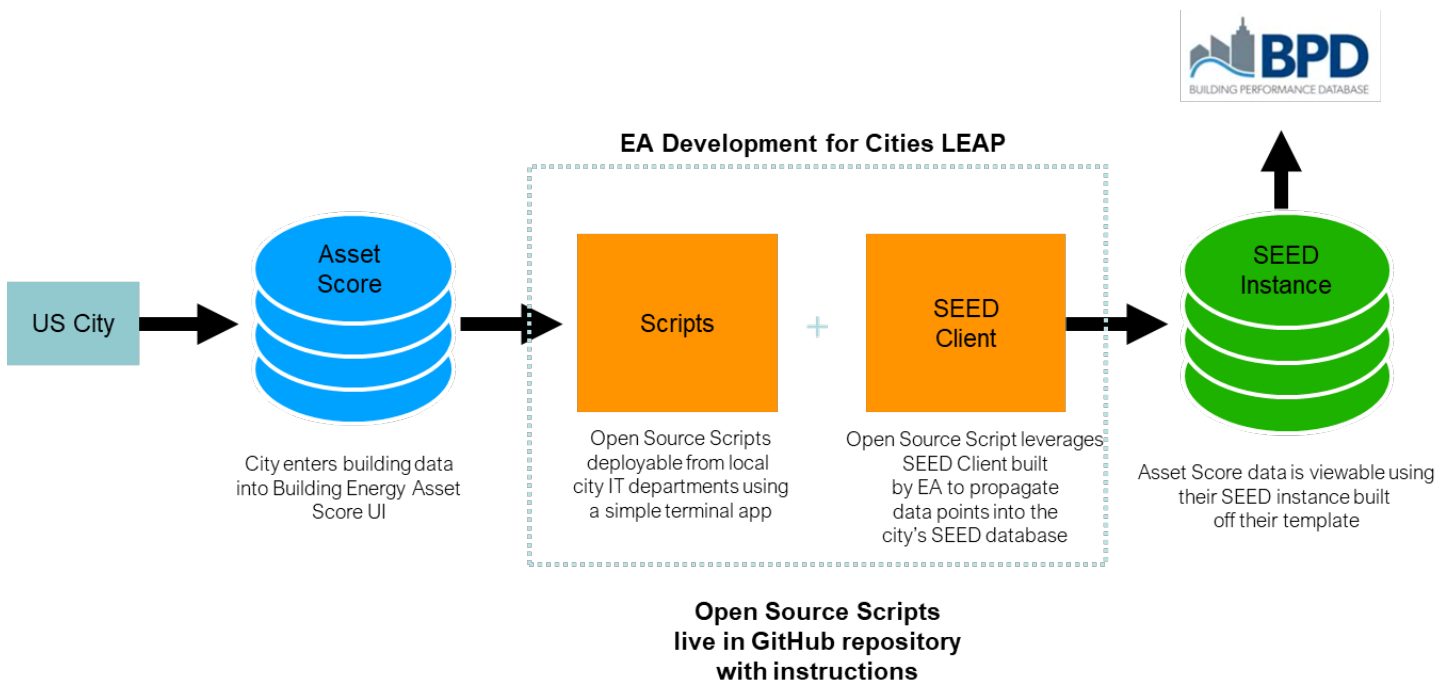 BPD
BUILDING PERFORMANCE DATABASE
EA Development for Cities LEAP
US City
Asset
Score
City enters building data
into Building Energy Asset
Score UI
Scripts
Open Source Scripts
deployable from local
city IT departments using
a simple terminal app
+
SEED
Client
Open Source Script leverages
SEED Client built
by EA to propagate
data points into the
city's SEED database
SEED
Instance
Asset Score data is viewable using
their SEED instance built
off their template
Open Source Scripts
live in GitHub repository
with instructions